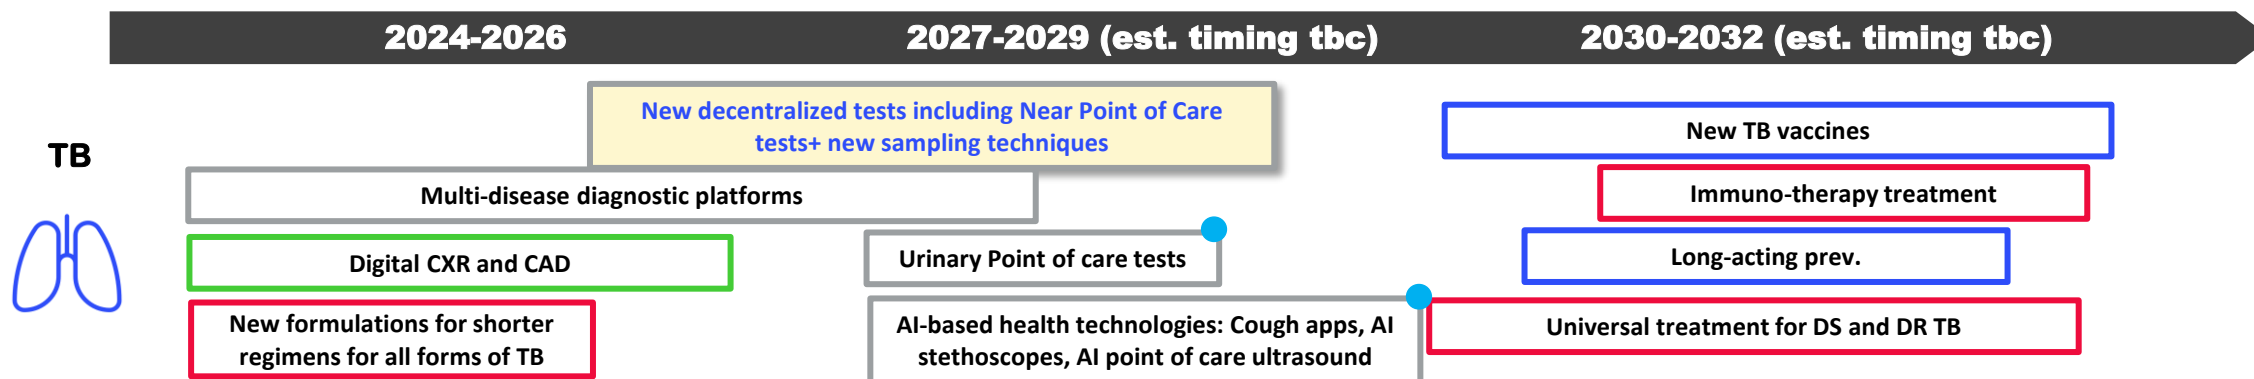 2024-2026
2027-2029 (est. timing tbc)
2030-2032 (est. timing tbc)
TB
New decentralized tests including Near Point of Care
tests+ new sampling techniques
New TB vaccines
Multi-disease diagnostic platforms
Immuno-therapy treatment
Digital CXR and CAD
Urinary Point of care tests
Long-acting prev.
New formulations for shorter
regimens for all forms of TB
AI-based health technologies: Cough apps, AI
stethoscopes, AI point of care ultrasound
Universal treatment for DS and DR TB